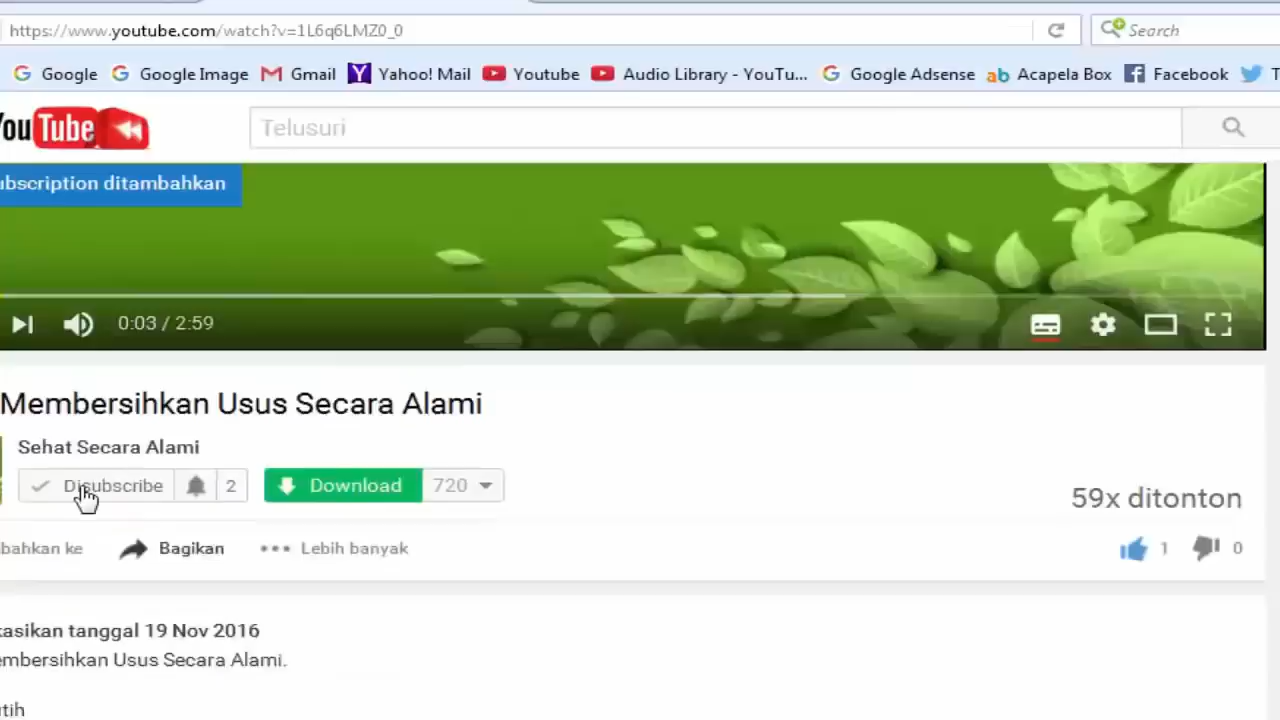 https://www.youtube.com/watch?v=1L6q6LMZ0_0
Search
Google
Google Image
Gmail
Yahoo! Mail
Youtube
Audio Library - YouTu...
Google Adsense
ab Acapela Box
Facebook
T
You Tube
Telusuri
ubscription ditambahkan
0:03 / 2:59
Membersihkan Usus Secara Alami
Sehat Secara Alami
Disubscribe
2
Download
720
59x ditonton
bahkan ke
Bagikan
Lebih banyak
1
0
kasikan tanggal 19 Nov 2016
embersihkan Usus Secara Alami.
utih